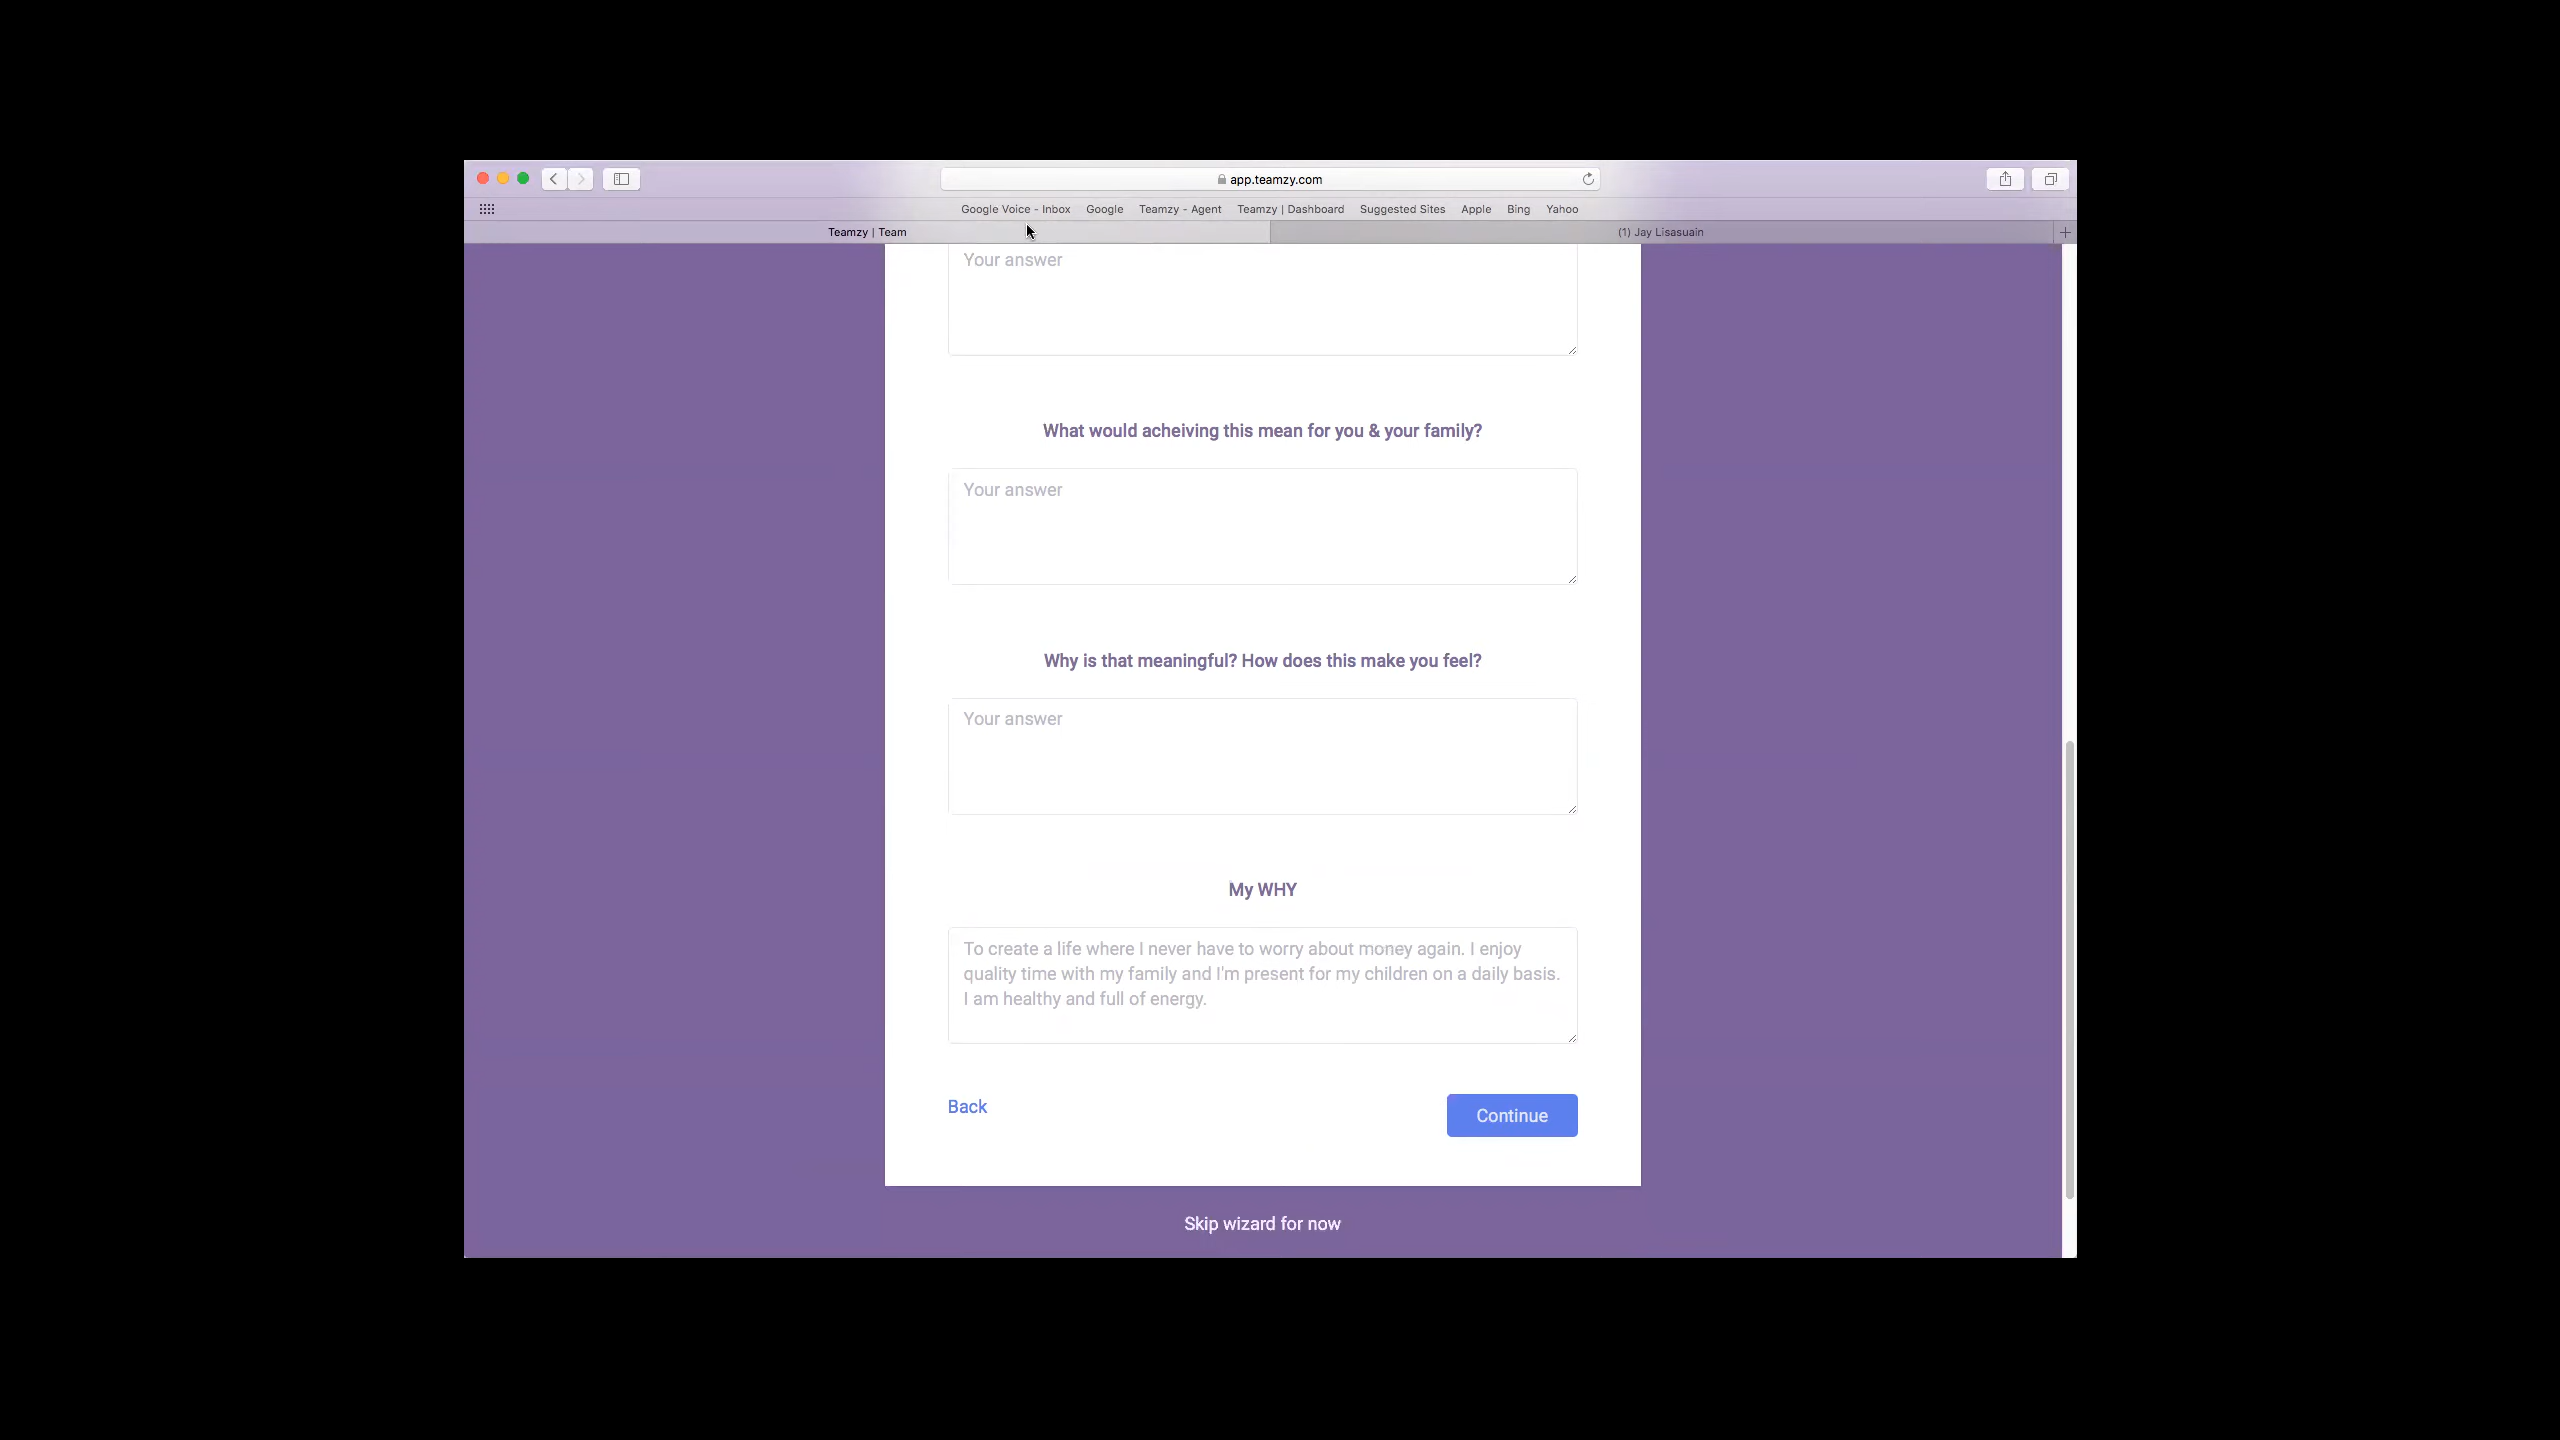 app.teamzy.com
Google Voice - Inbox Google Teamzy - Agent Teamzy | Dashboard Suggested Sites Apple Bing Yahoo
Teamzy | Team (1) Jay Lisasuain
Your answer
What would acheiving this mean for you & your family?
Your answer
Why is that meaningful? How does this make you feel?
Your answer
My WHY
To create a life where I never have to worry about money again. I enjoy
quality time with my family and I'm present for my children on a daily basis.
I am healthy and full of energy.
Back Continue
Skip wizard for now